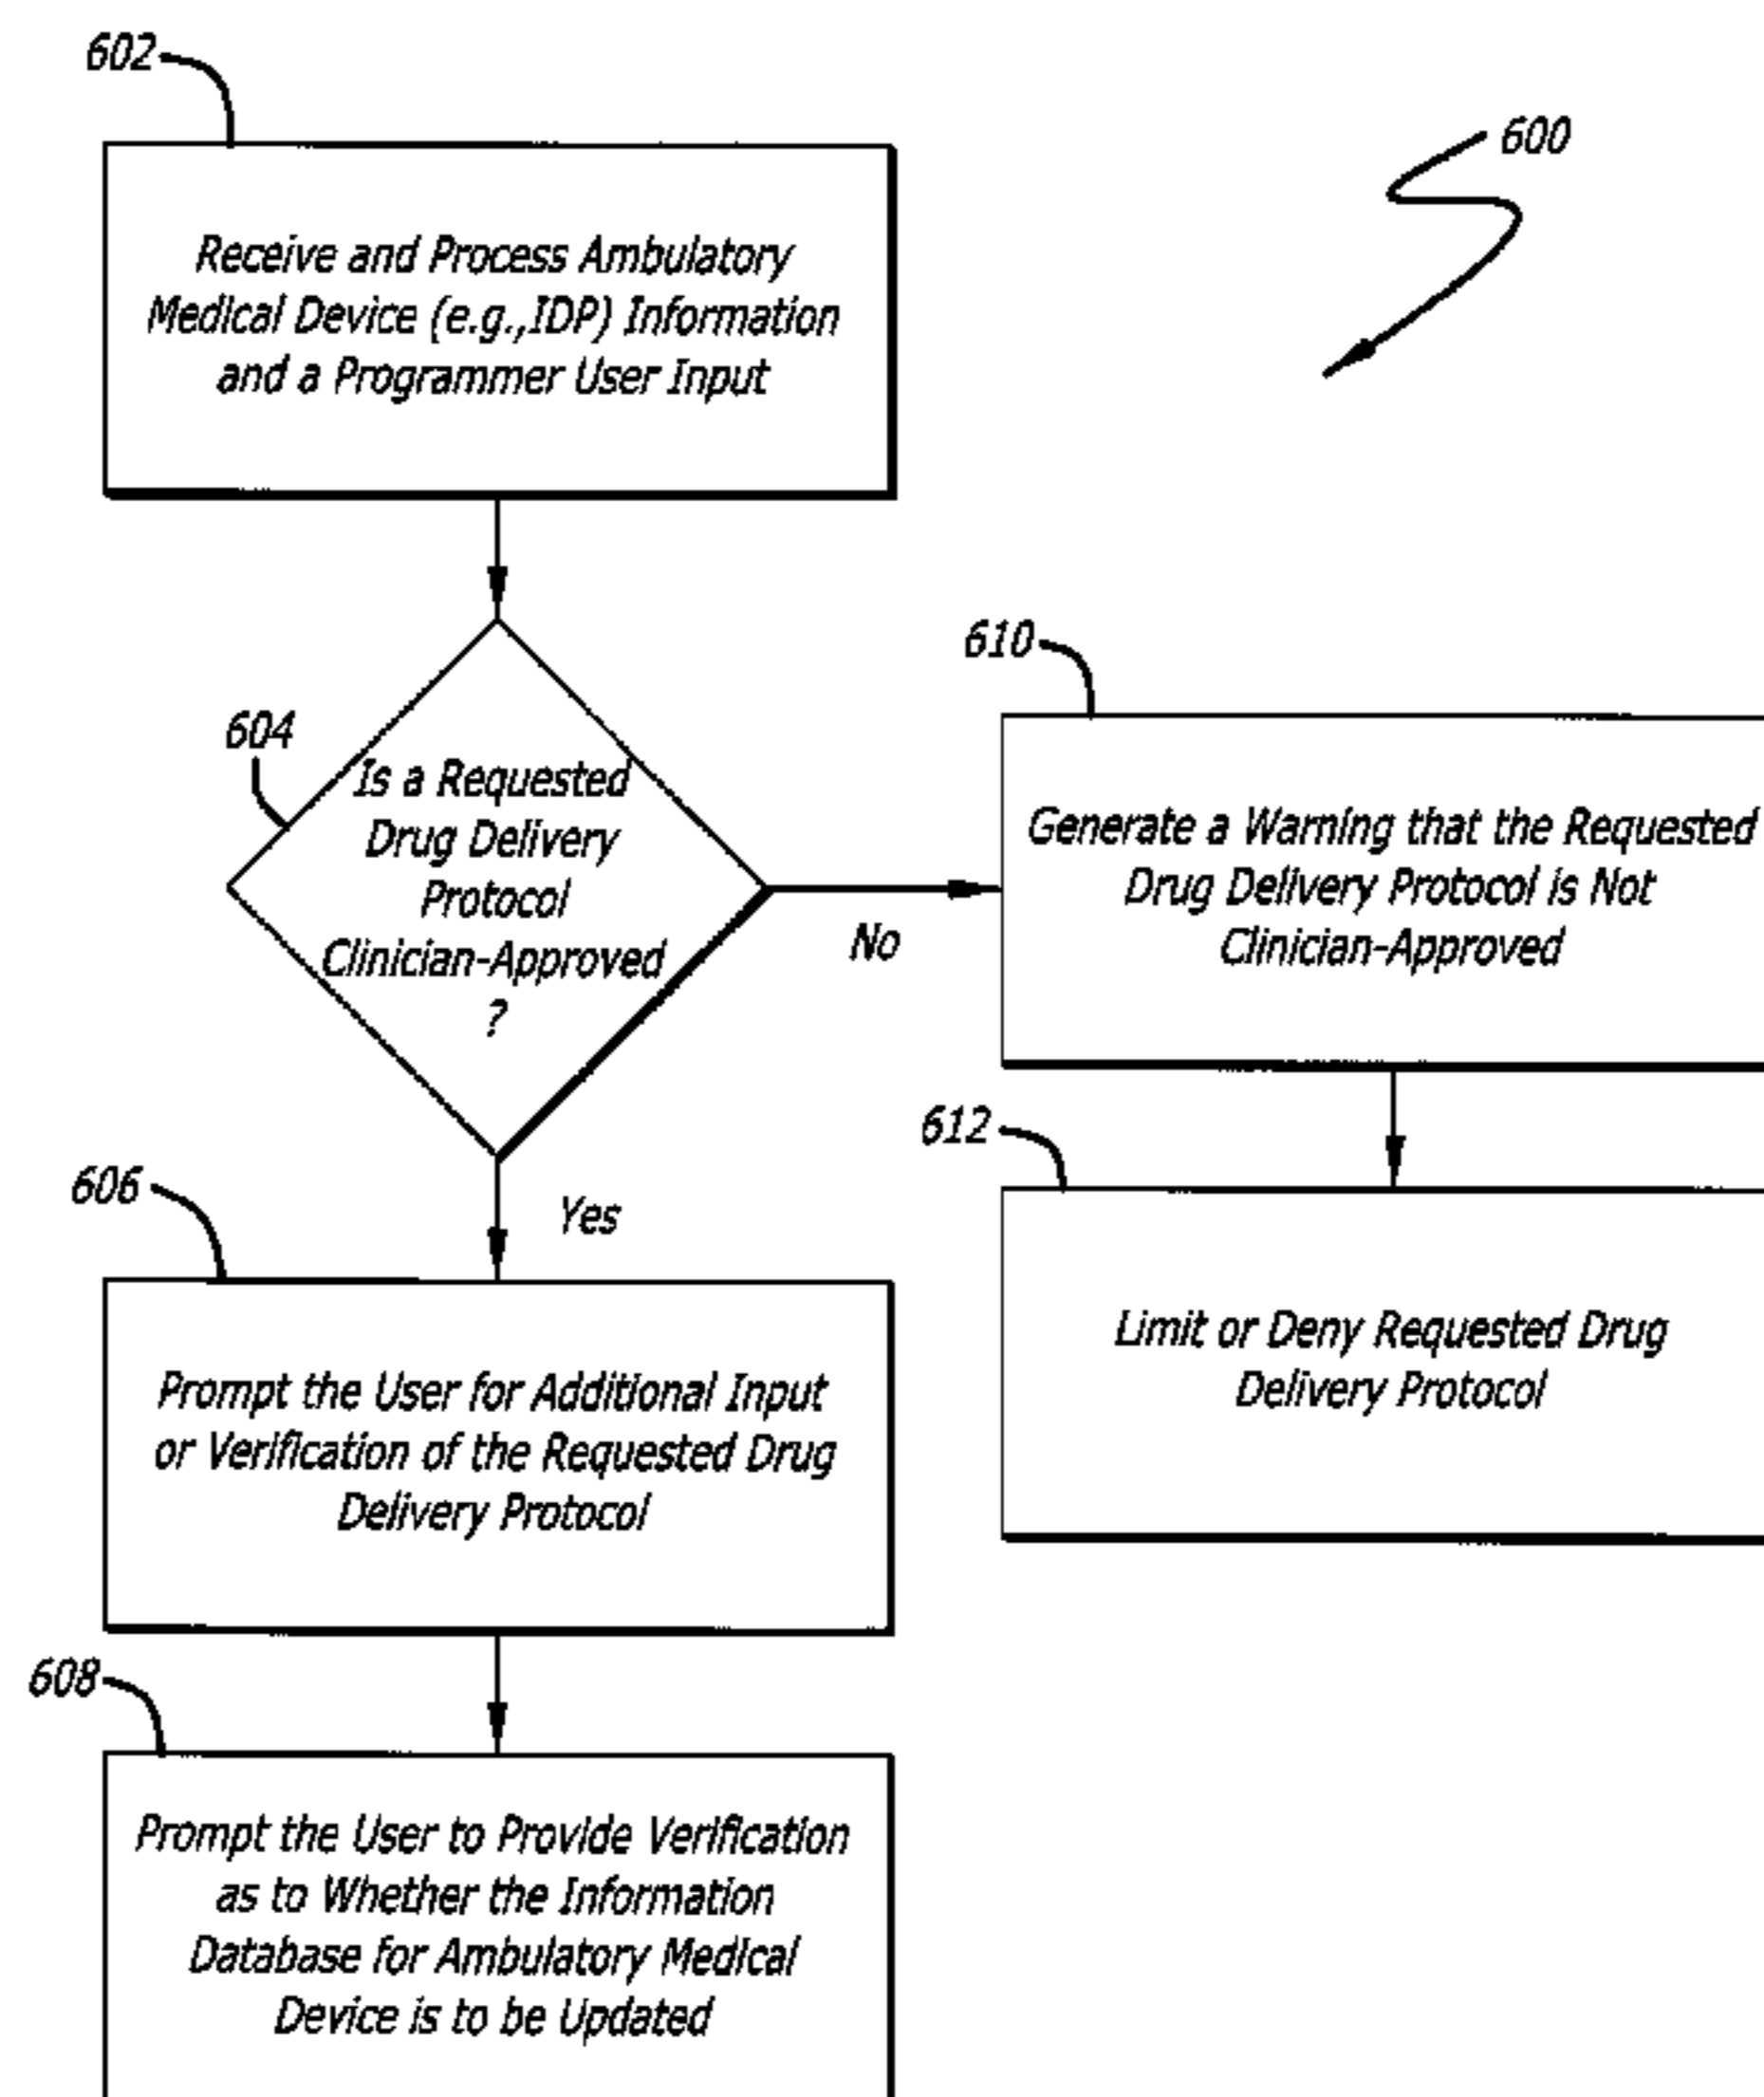 602
600
Receive and Process Ambulatory
Medical Device (e.g.,IDP) Information
and a Programmer User Input
604
Is a Requested
Drug Delivery
Protocol
Clinician-Approved
?
No
Yes
610
Generate a Warning that the Requested
Drug Delivery Protocol is Not
Clinician-Approved
612
Limit or Deny Requested Drug
Delivery Protocol
606
Prompt the User for Additional Input
or Verification of the Requested Drug
Delivery Protocol
608
Prompt the User to Provide Verification
as to Whether the Information
Database for Ambulatory Medical
Device is to be Updated